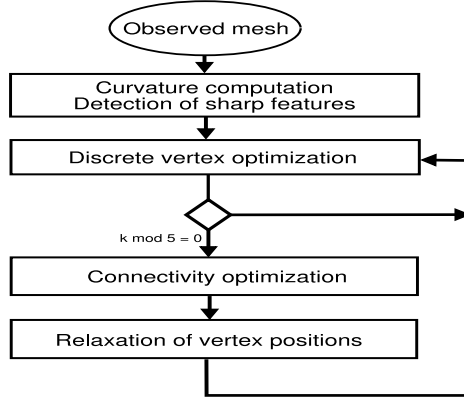 Observed mesh
Curvature computation
Detection of sharp features
Discrete vertex optimization
k mod 5 = 0
Connectivity optimization
Relaxation of vertex positions